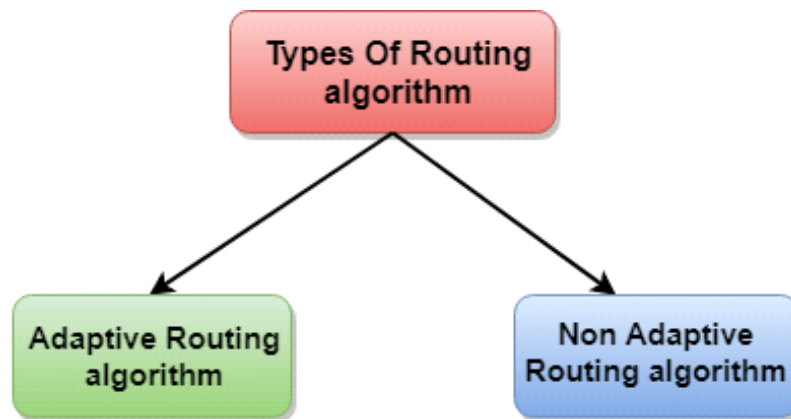 Types Of Routing
algorithm
Adaptive Routing
algorithm
Non Adaptive
Routing algorithm